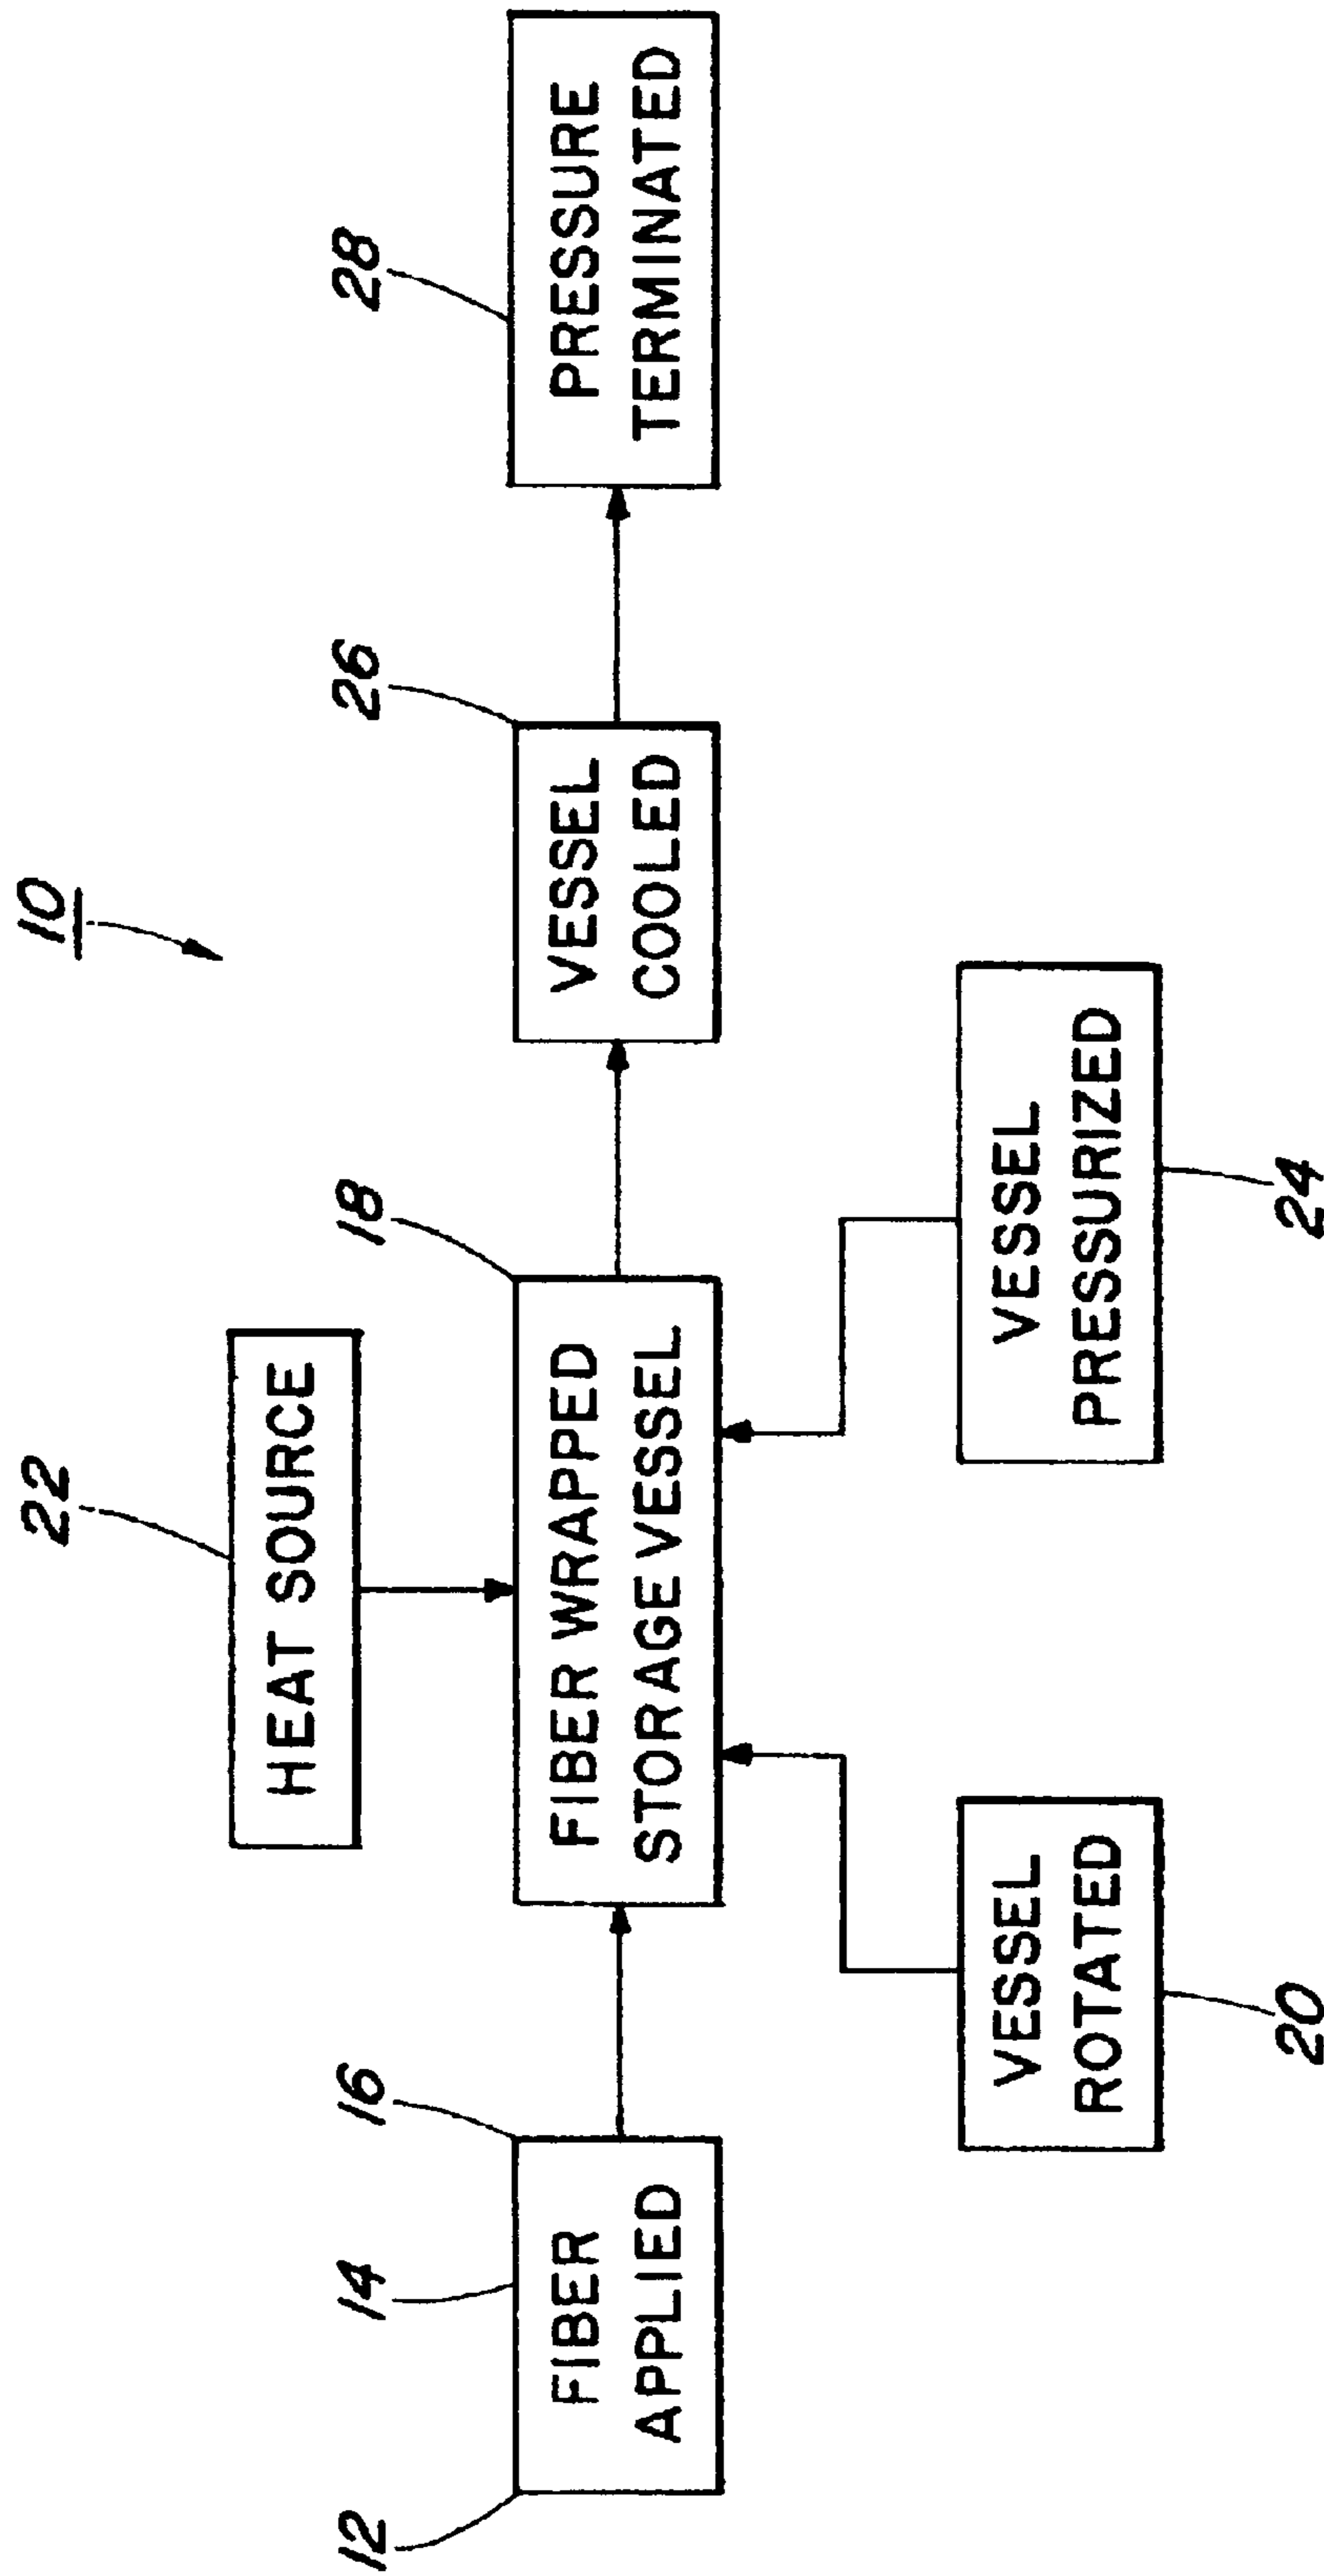 10
22
HEAT SOURCE
12
14
16
18
26
28
FIBER
APPLIED
FIBER WRAPPED
STORAGE VESSEL
VESSEL
COOLED
PRESSURE
TERMINATED
VESSEL
ROTATED
VESSEL
PRESSURIZED
20
24